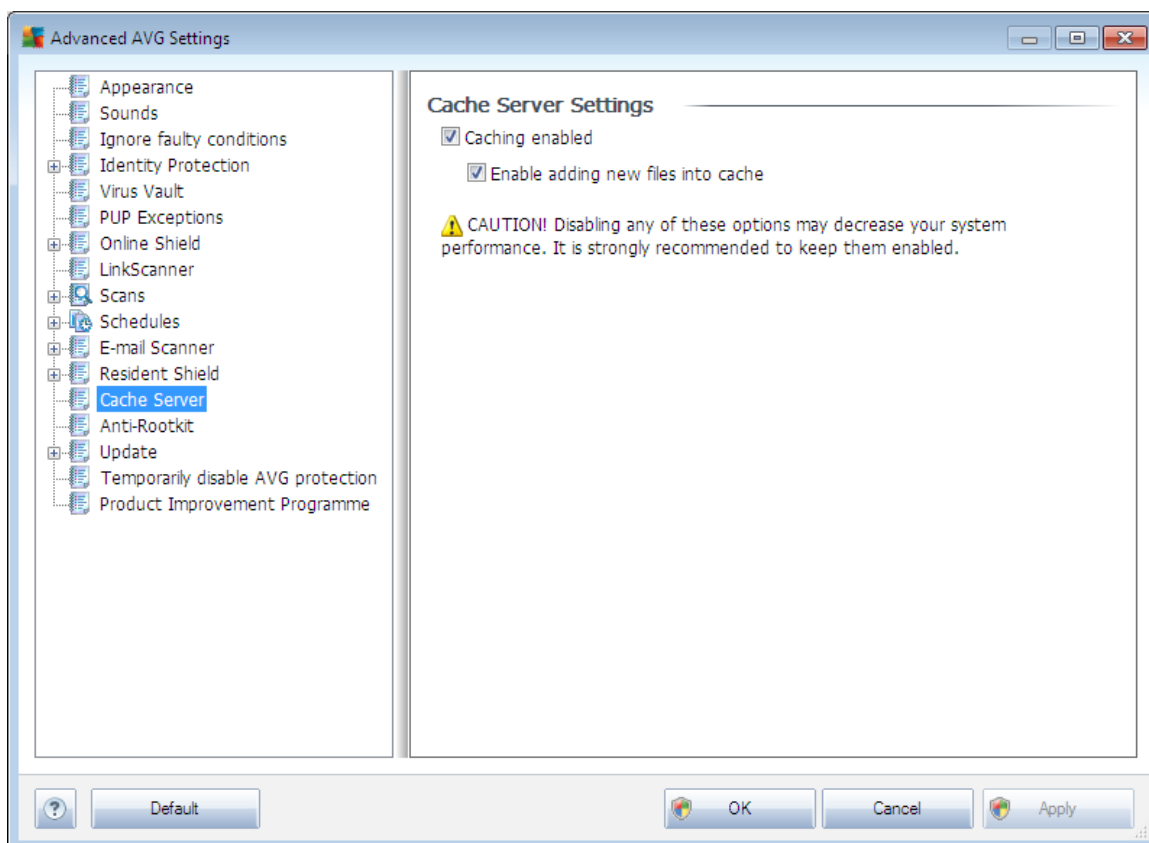 Advanced AVG Settings
Appearance
Sounds
Ignore faulty conditions
Identity Protection
Virus Vault
PUP Exceptions
Online Shield
LinkScanner
Scans
Schedules
E-mail Scanner
Resident Shield
Cache Server
Anti-Rootkit
Update
Temporarily disable AVG protection
Product Improvement Programme
Cache Server Settings
Caching enabled
Enable adding new files into cache
CAUTION! Disabling any of these options may decrease your system
performance. It is strongly recommended to keep them enabled.
?
Default
OK
Cancel
Apply